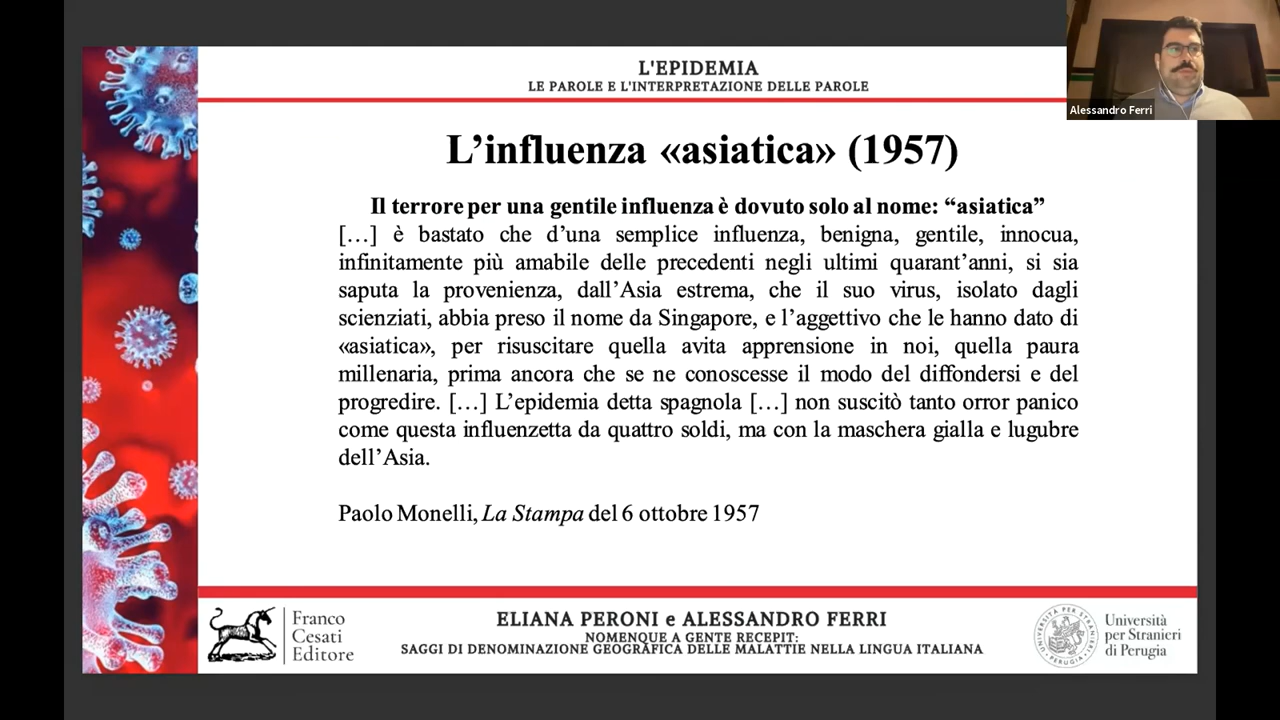 L'EPIDEMIA
LE PAROLE E L'INTERPRETAZIONE DELLE PAROLE
Alessandro Ferri
L’influenza «asiatica» (1957)
Il terrore per una gentile influenza è dovuto solo al nome: “asiatica”
[…] è bastato che d’una semplice influenza, benigna, gentile, innocua,
infinitamente più amabile delle precedenti negli ultimi quarant’anni, si sia
saputa la provenienza, dall’Asia estrema, che il suo virus, isolato dagli
scienziati, abbia preso il nome da Singapore, e l’aggettivo che le hanno dato di
«asiatica», per risuscitare quella avita apprensione in noi, quella paura
millenaria, prima ancora che se ne conoscesse il modo del diffondersi e del
progredire. […] L’epidemia detta spagnola […] non suscitò tanto orror panico
come questa influenzetta da quattro soldi, ma con la maschera gialla e lugubre
dell’Asia.
Paolo Monelli, La Stampa del 6 ottobre 1957
Franco
Cesati
Editore
ELIANA PERONI e ALESSANDRO FERRI
NOMENQUE A GENTE RECEPIT:
SAGGI DI DENOMINAZIONE GEOGRAFICA DELLE MALATTIE NELLA LINGUA ITALIANA
UNIVERSITÀ PER STRANIERI
PERUGIA
Università
per Stranieri
di Perugia